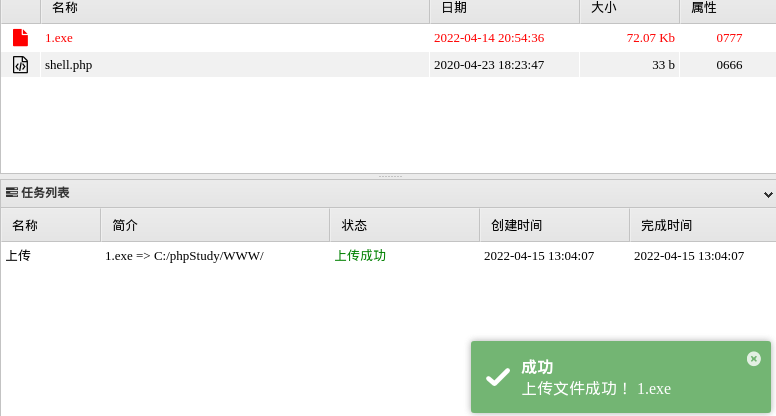 名称 日期 大小 属性
1.exe 2022-04-14 20:54:36 72.07 Kb 0777
shell.php 2020-04-23 18:23:47 33 b 0666
任务列表
名称 简介 状态 创建时间 完成时间
上传 1.exe => C:/phpStudy/WWW/ 上传成功 2022-04-15 13:04:07 2022-04-15 13:04:07
成功
上传文件成功！ 1.exe